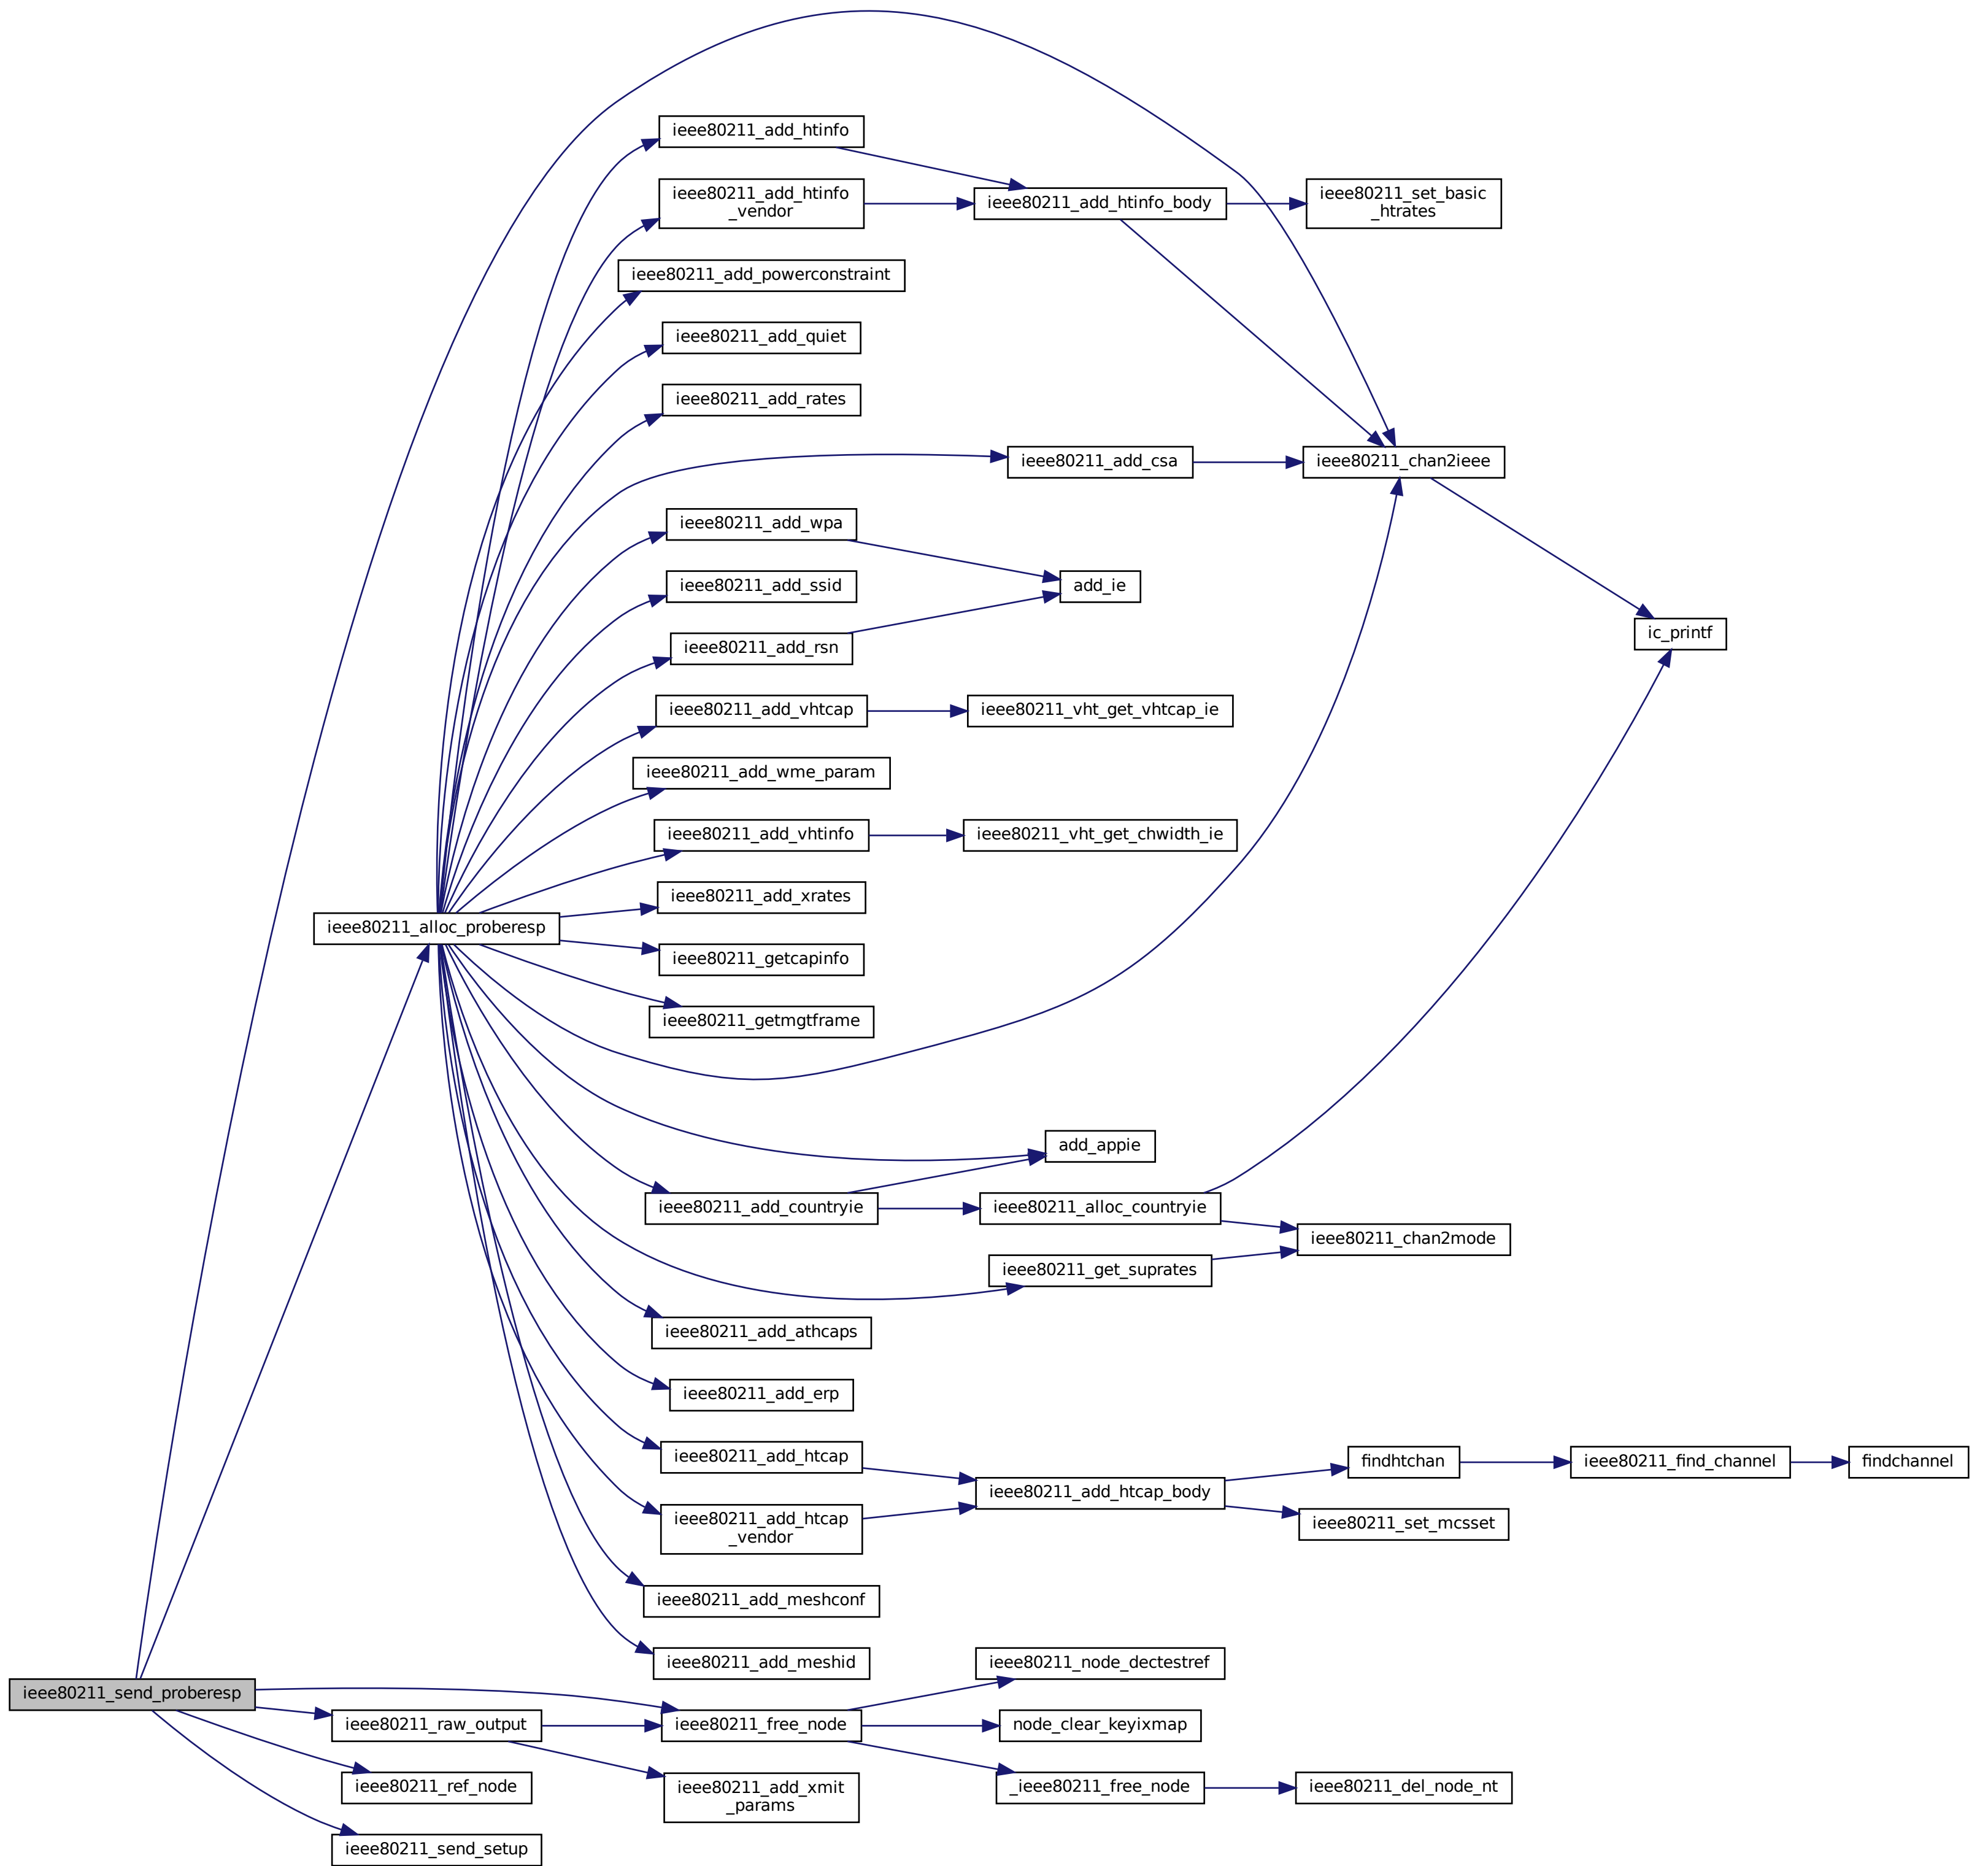 ieee80211_add_htinfo
ieee80211_add_htinfo
_vendor
ieee80211_add_htinfo_body
ieee80211_set_basic
_htrates
ieee80211_add_powerconstraint
ieee80211_add_quiet
ieee80211_add_rates
ieee80211_add_csa
ieee80211_chan2ieee
ieee80211_add_wpa
ieee80211_add_ssid
add_ie
ieee80211_add_rsn
ic_printf
ieee80211_add_vhtcap
ieee80211_vht_get_vhtcap_ie
ieee80211_add_wme_param
ieee80211_add_vhtinfo
ieee80211_vht_get_chwidth_ie
ieee80211_add_xrates
ieee80211_alloc_proberesp
ieee80211_getcapinfo
ieee80211_getmgtframe
add_appie
ieee80211_add_countryie
ieee80211_alloc_countryie
ieee80211_chan2mode
ieee80211_get_suprates
ieee80211_add_athcaps
ieee80211_add_erp
ieee80211_add_htcap
findhtchan
ieee80211_find_channel
findchannel
ieee80211_add_htcap_body
ieee80211_add_htcap
_vendor
ieee80211_set_mcsset
ieee80211_add_meshconf
ieee80211_add_meshid
ieee80211_node_dectestref
ieee80211_send_proberesp
ieee80211_raw_output
ieee80211_free_node
node_clear_keyixmap
ieee80211_ref_node
ieee80211_add_xmit
_params
_ieee80211_free_node
ieee80211_del_node_nt
ieee80211_send_setup